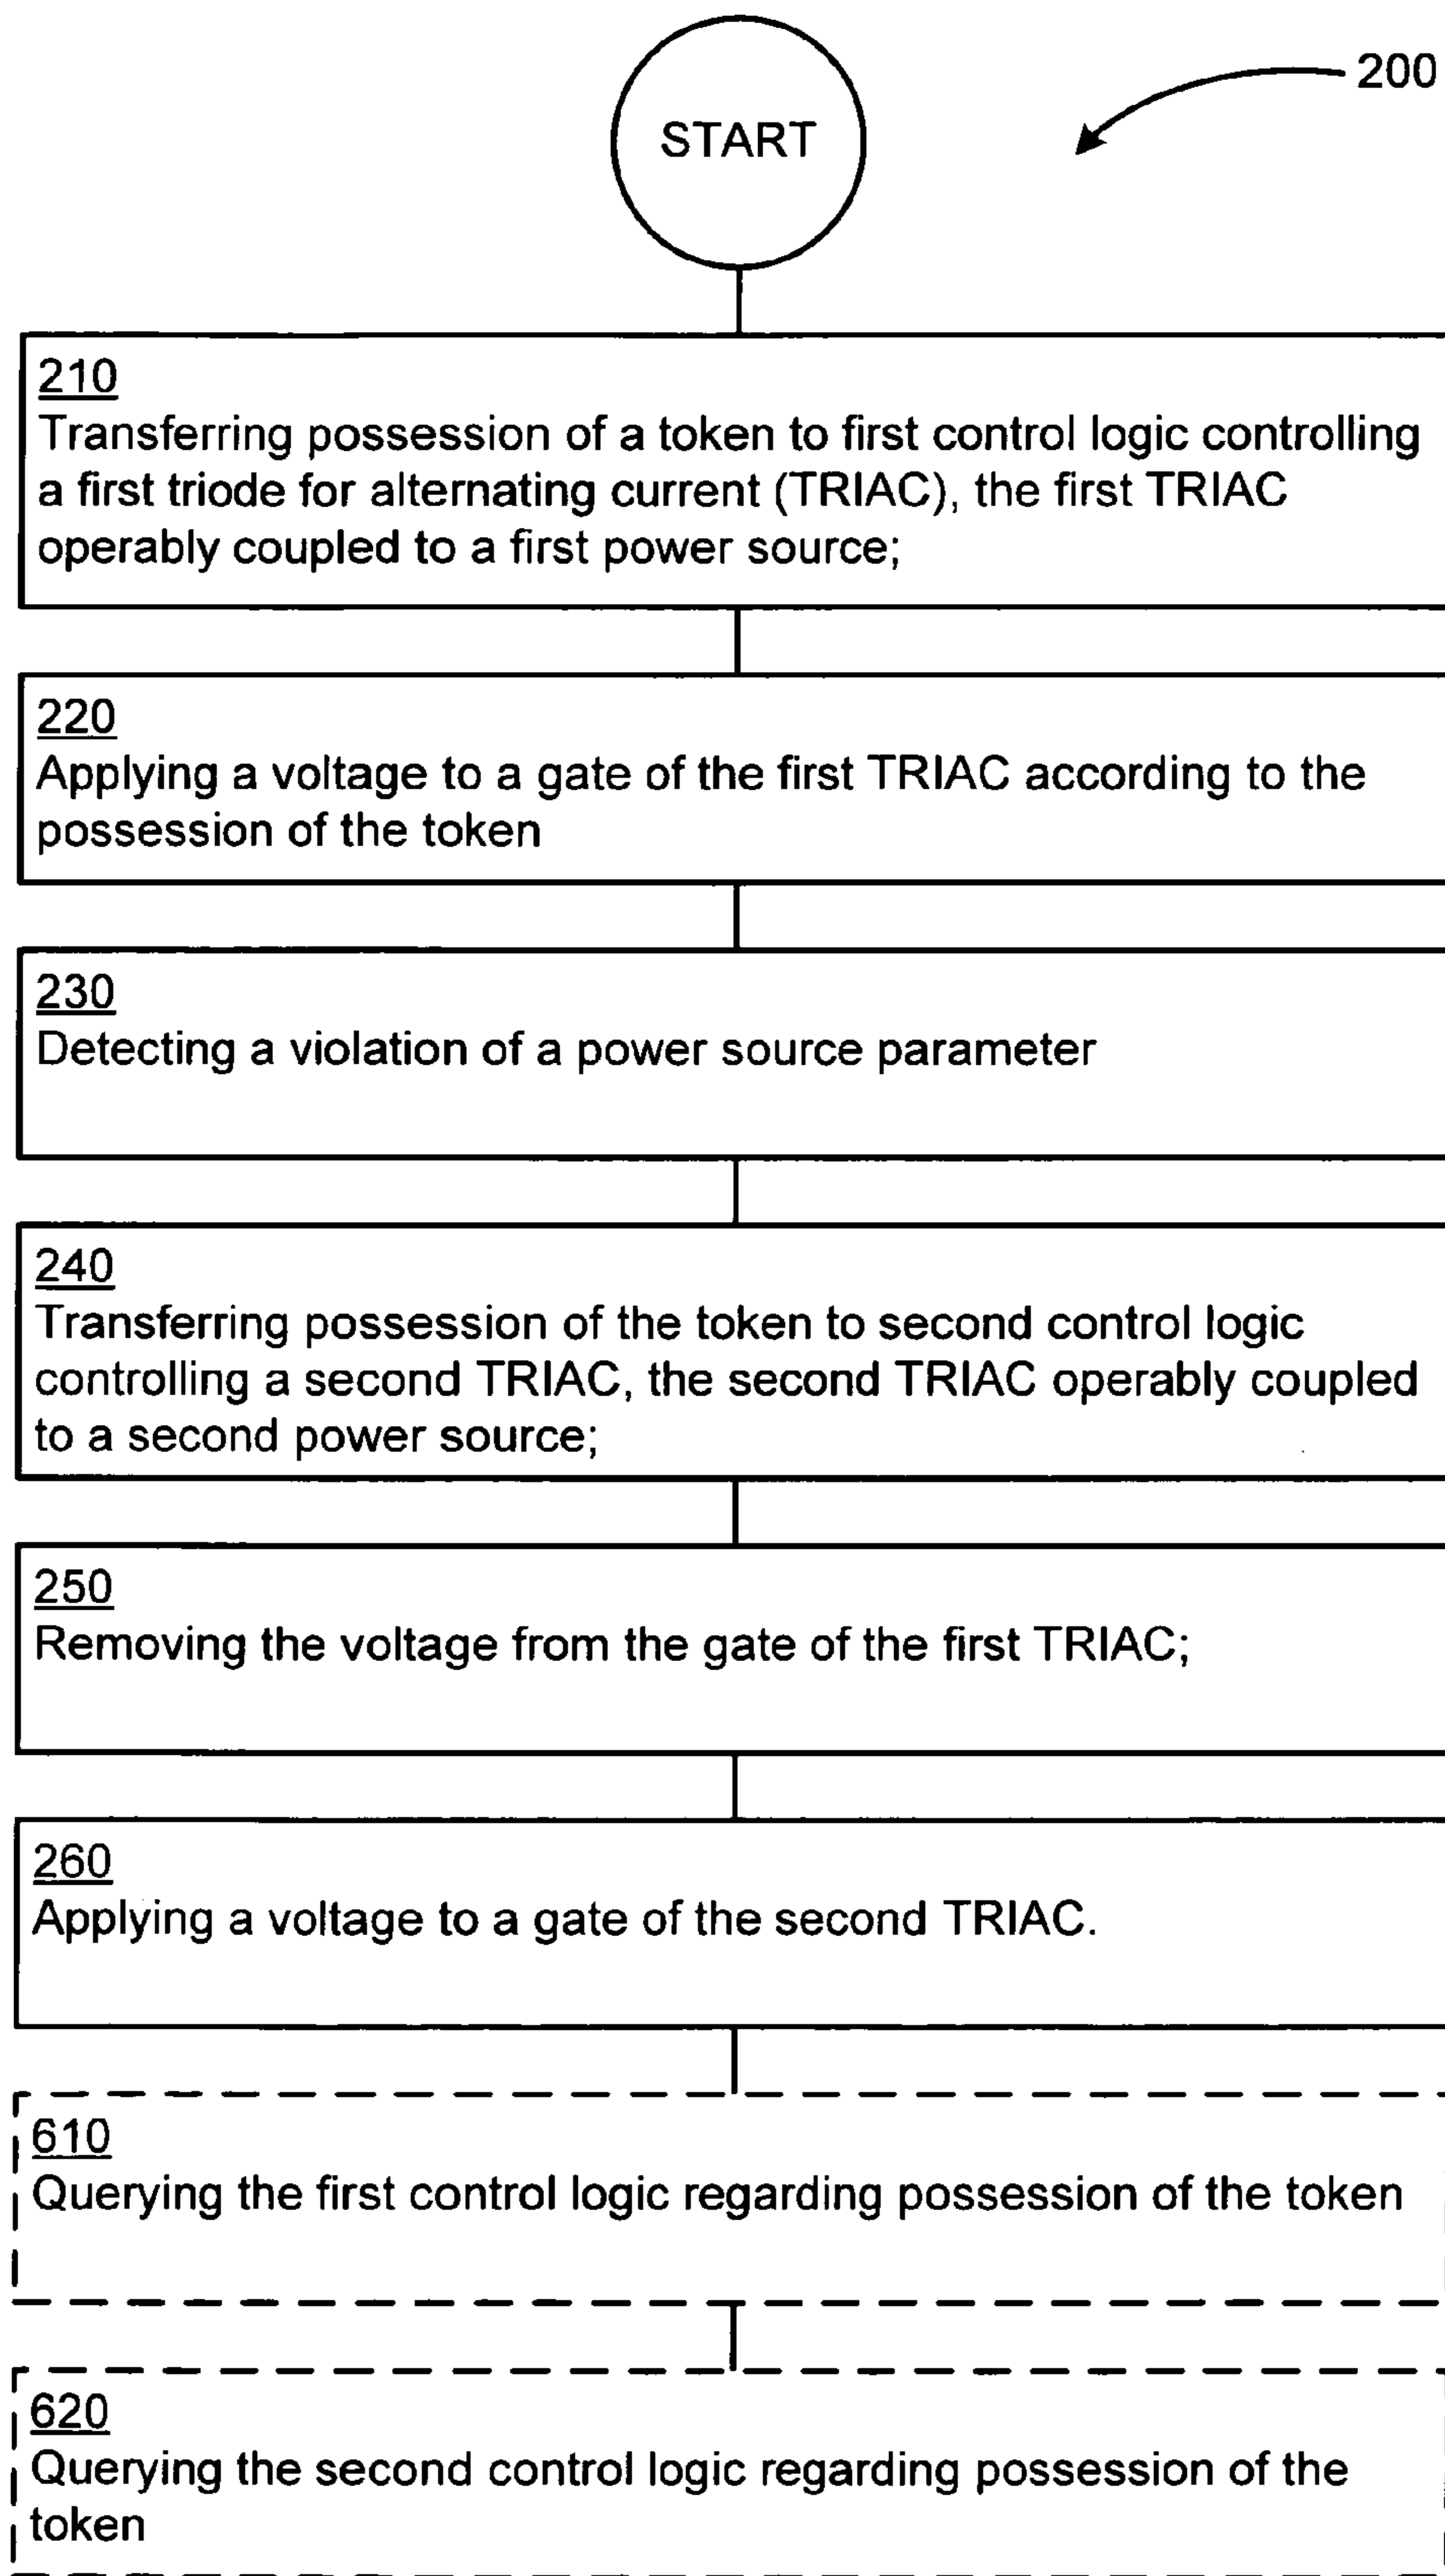 START
200
210
Transferring possession of a token to first control logic controlling
a first triode for alternating current (TRIAC), the first TRIAC
operably coupled to a first power source;
220
Applying a voltage to a gate of the first TRIAC according to the
possession of the token
230
Detecting a violation of a power source parameter
240
Transferring possession of the token to second control logic
controlling a second TRIAC, the second TRIAC operably coupled
to a second power source;
250
Removing the voltage from the gate of the first TRIAC;
260
Applying a voltage to a gate of the second TRIAC.
610
Querying the first control logic regarding possession of the token
620
Querying the second control logic regarding possession of the
token